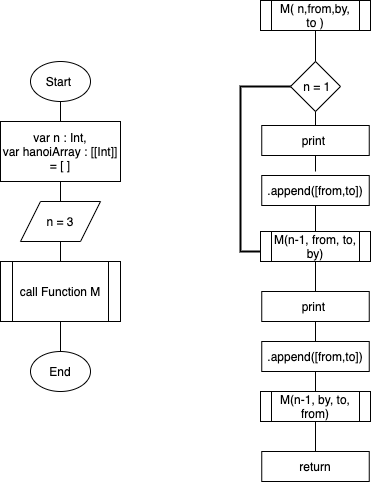 Start
var n : Int,
var hanoiArray : [[Int]]
= [ ]
n = 3
call Function M
End
M( n,from,by,
to )
n = 1
print
.append([from,to])
M(n-1, from, to,
by)
print
.append([from,to])
M(n-1, by, to,
from)
return